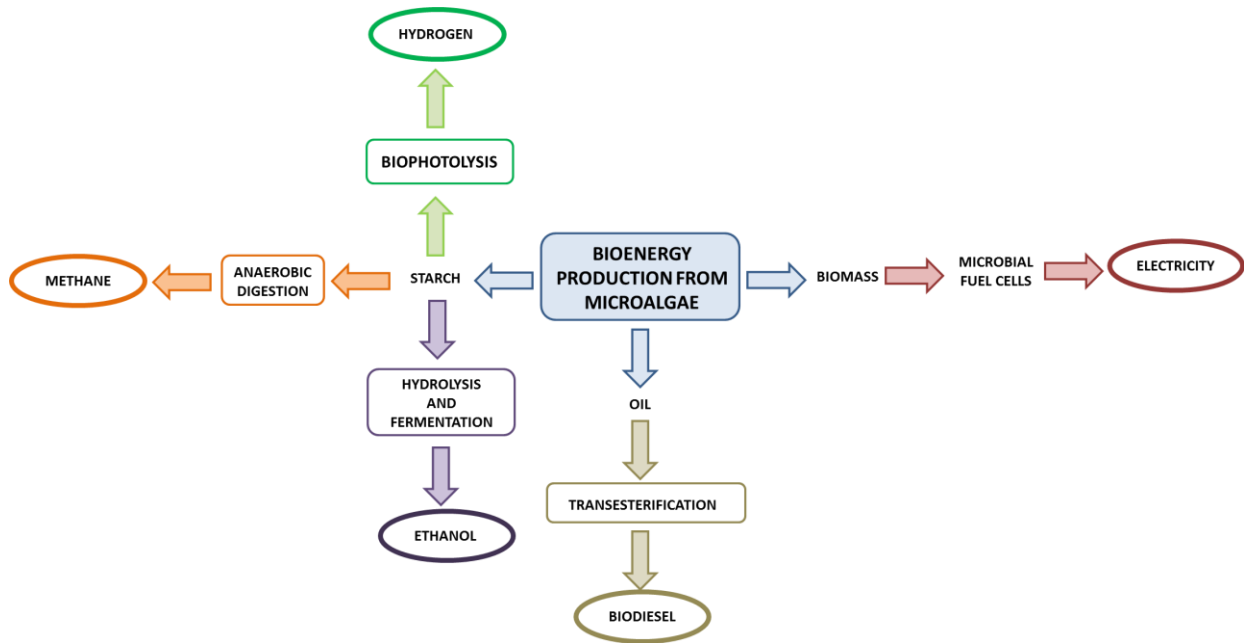 HYDROGEN
BIOPHOTOLYSIS
METHANE
ANAEROBIC
DIGESTION
STARCH
BIOENERGY
PRODUCTION FROM
MICROALGAE
BIOMASS
MICROBIAL
FUEL CELLS
ELECTRICITY
HYDROLYSIS
AND
FERMENTATION
OIL
TRANSESTERIFICATION
ETHANOL
BIODIESEL